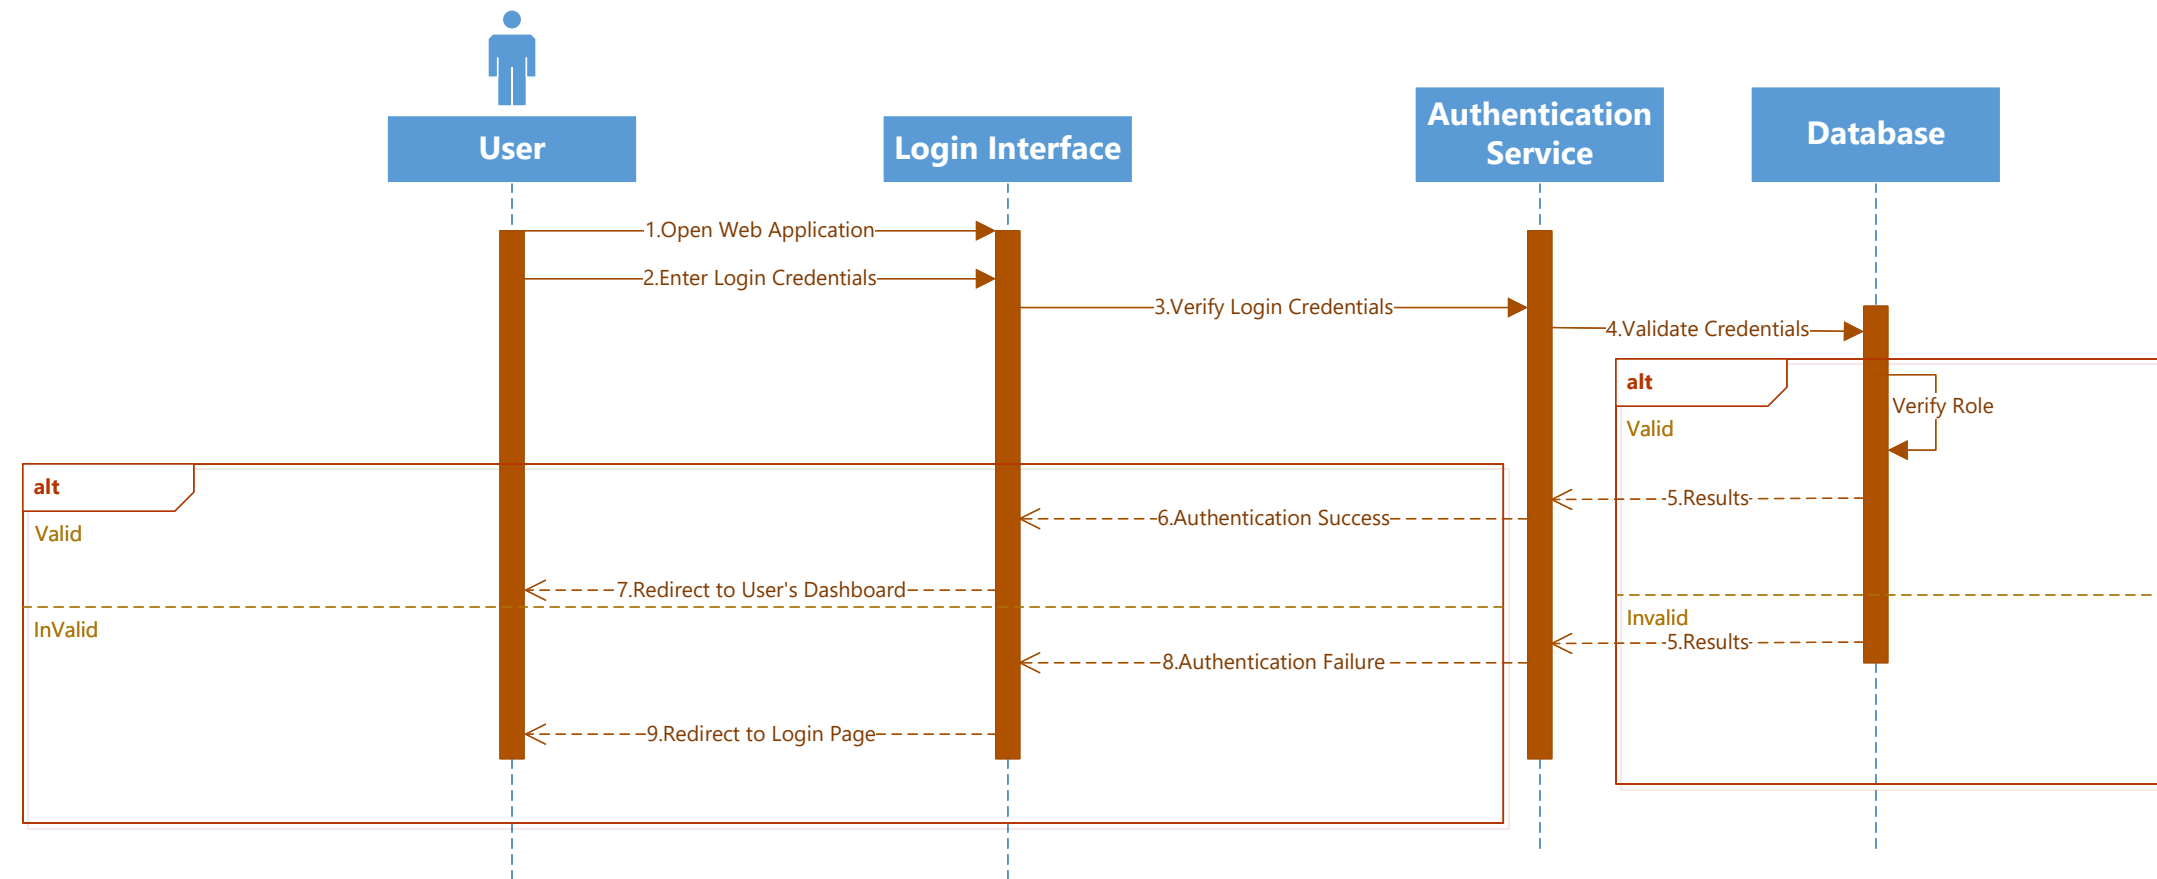 User
Login Interface
Authentication
Service
Database
1.Open Web Application
2.Enter Login Credentials
3.Verify Login Credentials
4.Validate Credentials
alt
Verify Role
Valid
alt
Valid
5.Results
6.Authentication Success
7.Redirect to User's Dashboard
InValid
Invalid
5.Results
8.Authentication Failure
9.Redirect to Login Page